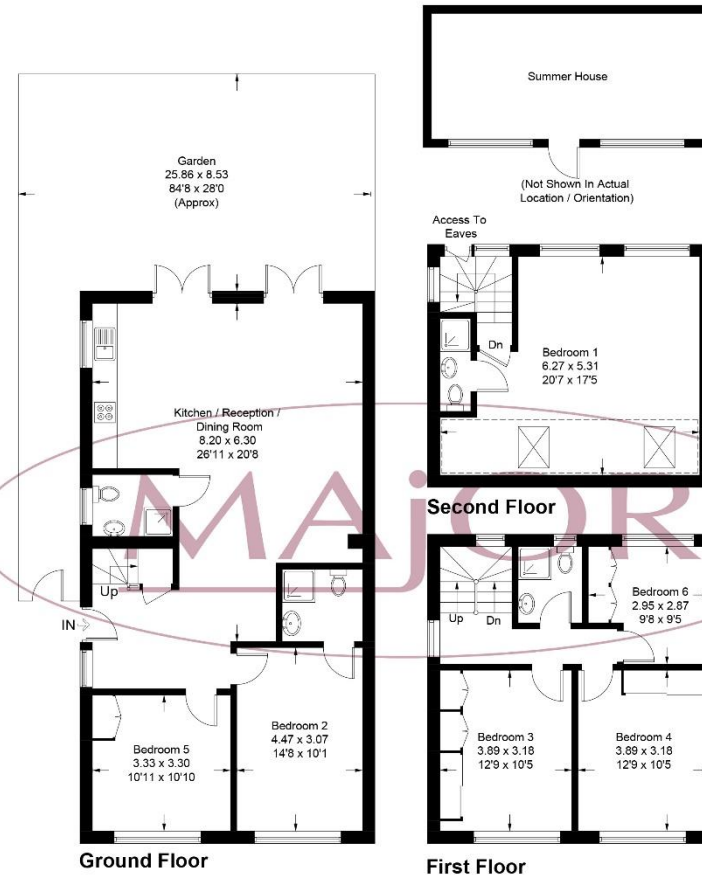 Summer House
(Not Shown In Actual
Location / Orientation)
Garden
25.86 x 8.53
84'8 x 28'0
(Approx)
Access To
Eaves
Dn
Bedroom 1
6.27 x 5.31
20'7 x 17'5
Second Floor
Kitchen / Reception /
Dining Room
8.20 x 6.30
26'11 x 20'8
MAjOR
Up
IN
Bedroom 2
4.47 x 3.07
14'8 x 10'1
Bedroom 5
3.33 x 3.30
10'11 x 10'10
Ground Floor
Up
Dn
Bedroom 6
2.95 x 2.87
9'8 x 9'5
Bedroom 3
3.89 x 3.18
12'9 x 10'5
Bedroom 4
3.89 x 3.18
12'9 x 10'5
First Floor